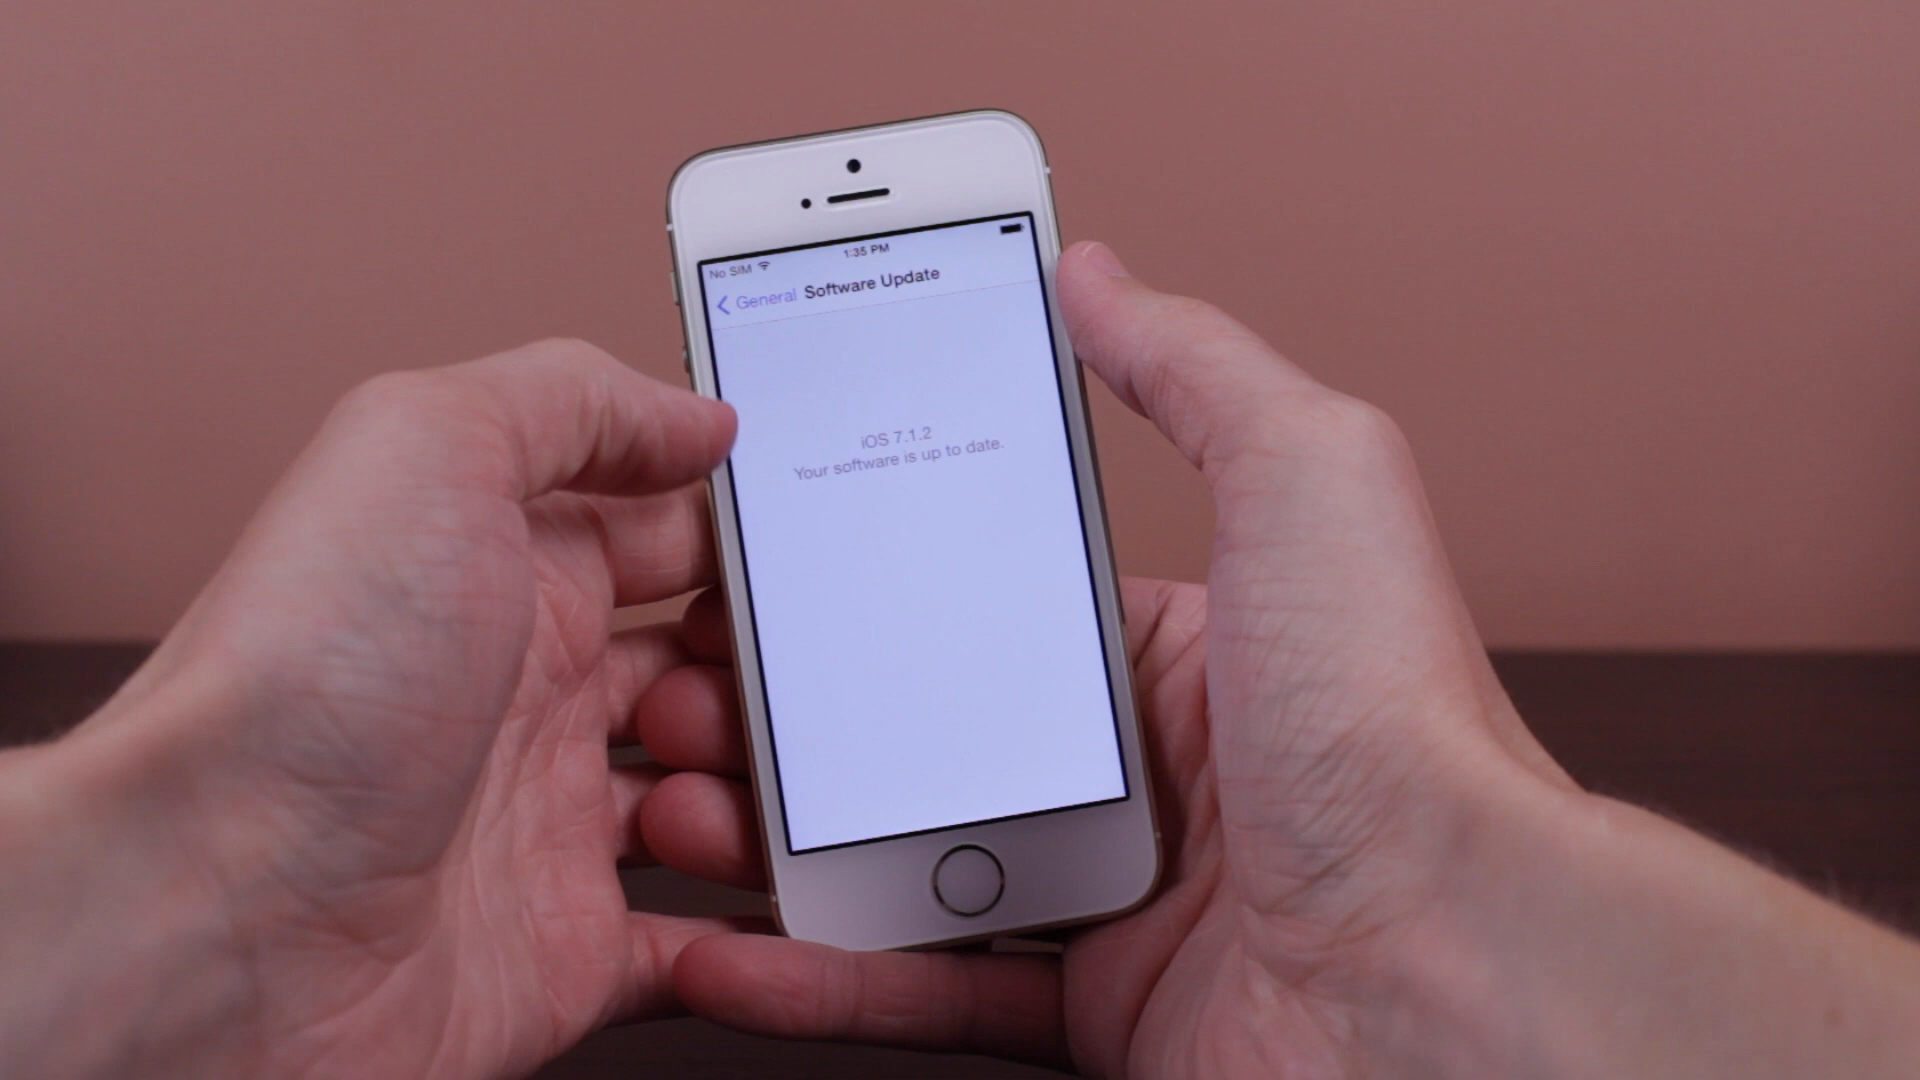 No SIM 1:35 PM
General Software Update
iOS 7.1.2
Your software is up to date.